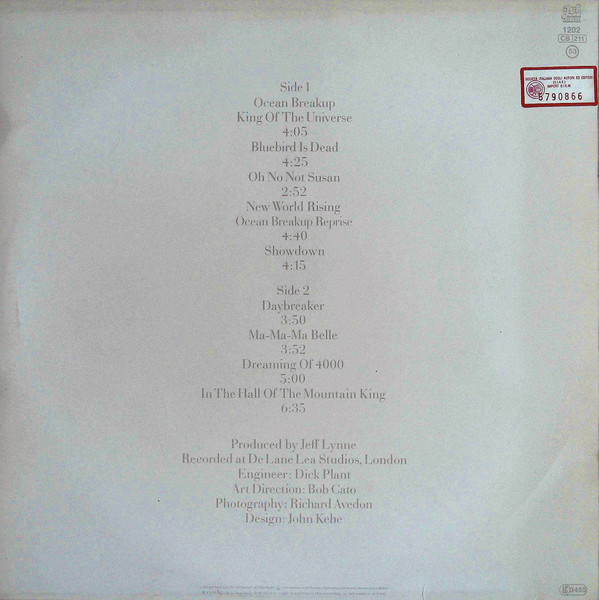 1202
CB 211
53
SOCIETA ITALIANA DEGLI AUTORI ED EDITORI
(S.I.A.E.)
6790866
Side 1
Ocean Breakup
King Of The Universe
4:05
Bluebird Is Dead
4:25
Oh No Not Susan
2:52
New World Rising
Ocean Breakup Reprise
4:40
Showdown
4:15
Side 2
Daybreaker
3:50
Ma-Ma-Ma Belle
3:52
Dreaming Of 4000
5:00
In The Hall Of The Mountain King
6:35
Produced by Jeff Lynne
Recorded at De Lane Lea Studios, London
Engineer: Dick Plant
Art Direction: Bob Cato
Photography: Richard Avedon
Design: John Kehe